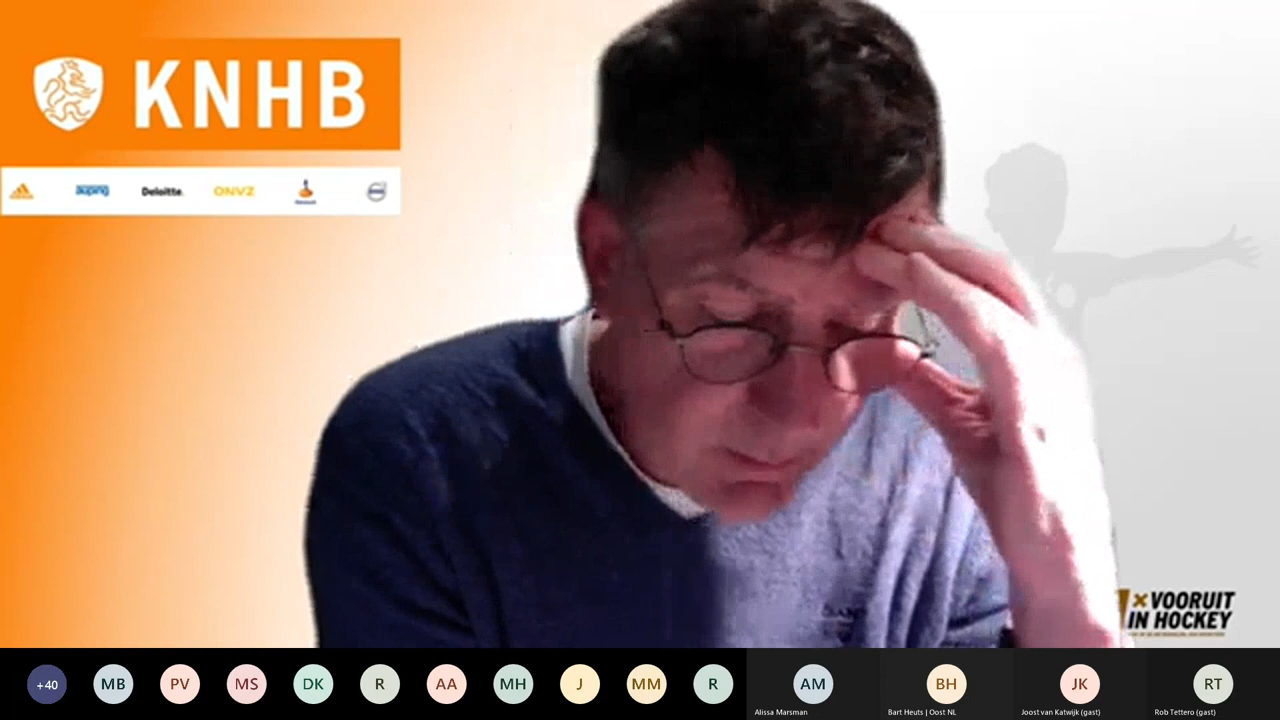 KNHB
auping
Deloitte.
ONVZ
VOORUIT
IN HOCKEY
+40
MB
PV
MS
DK
R
AA
MH
J
MM
R
AM
BH
JK
RT
Alissa Marsman
Bart Heuts | Oost NL
Joost van Katwijk (gast)
Rob Tettero (gast)